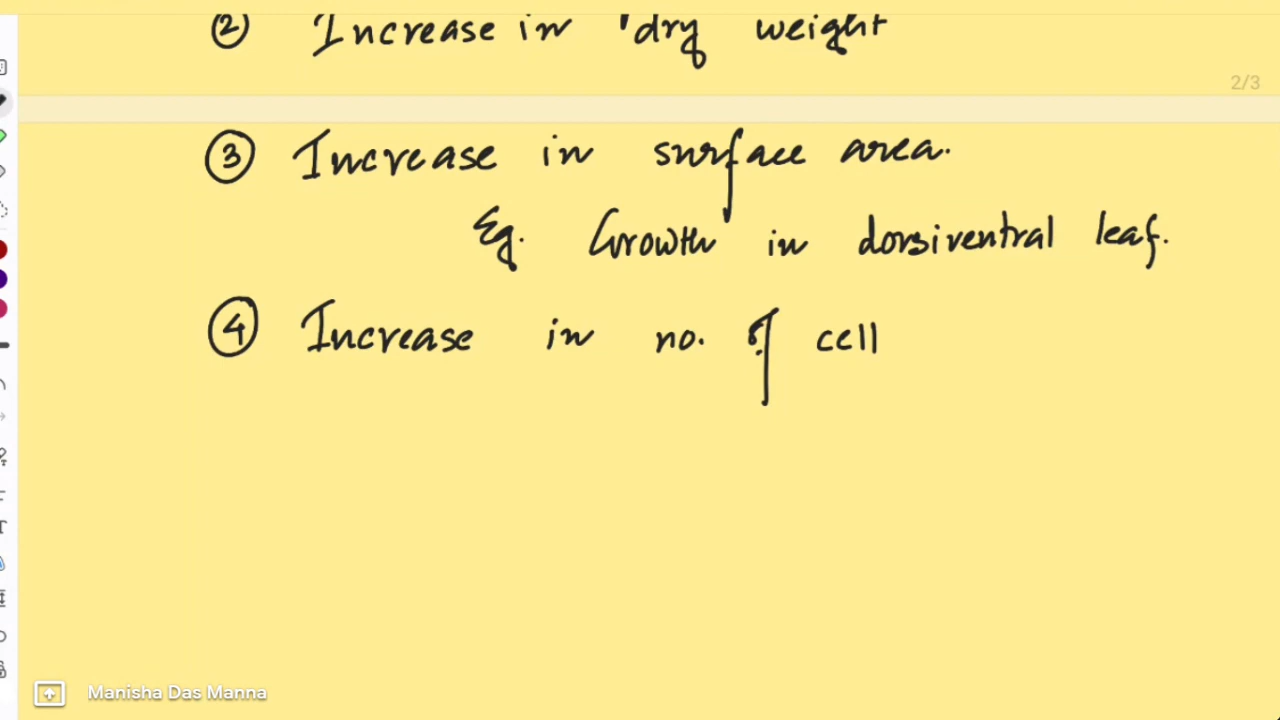 ② Increase in dry weight
2/3
③ Increase in surface area.
Eg. Growth in dorsiventral leaf.
④ Increase in no. of cell
Manisha Das Manna